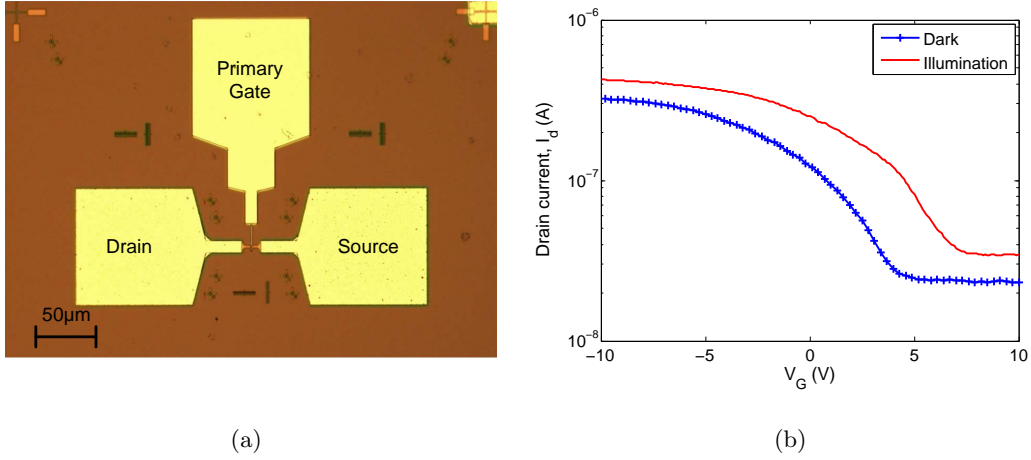 Primary
Gate
Drain
Source
50μm
(a)
10⁻⁶
10⁻⁷
10⁻⁸
Drain current, I_d (A)
Dark
Illumination
−10
−5
0
5
10
V_G (V)
(b)